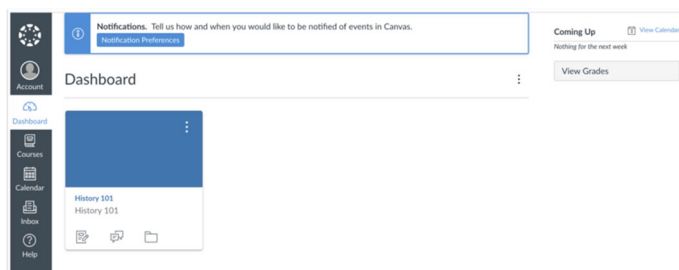 Notifications. Tell us how and when you would like to be notified of events in Canvas.
Notification Preferences
Coming Up
View Calendar
Nothing for the next week
View Grades
Account
Dashboard
Courses
Calendar
Inbox
Help
Dashboard
History 101
History 101